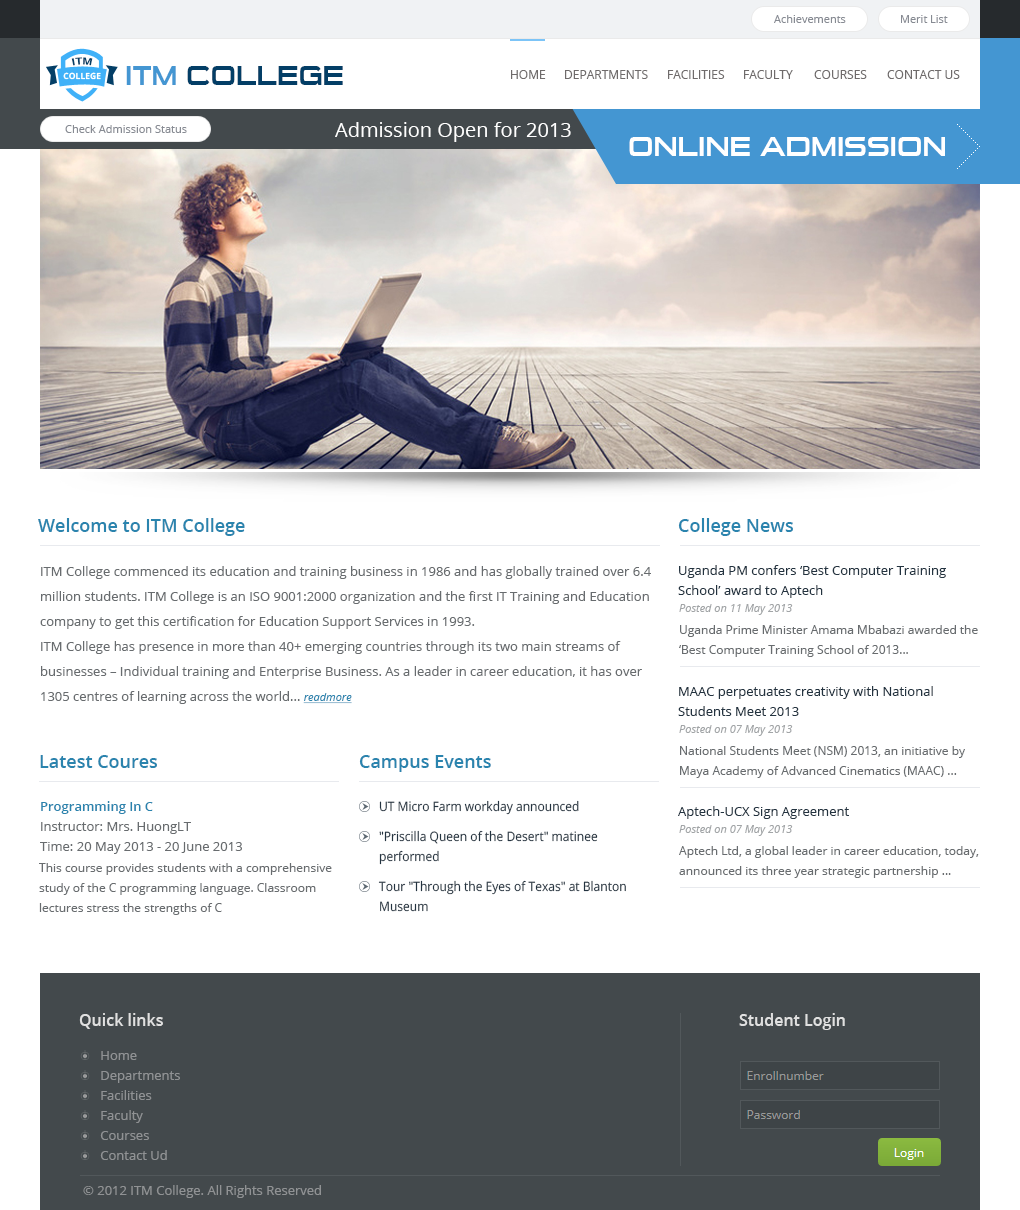 Achievements
Merit List
ITM
COLLEGE
ITM COLLEGE
HOME
DEPARTMENTS
FACILITIES
FACULTY
COURSES
CONTACT US
Check Admission Status
Admission Open for 2013
ONLINE ADMISSION
Welcome to ITM College
ITM College commenced its education and training business in 1986 and has globally trained over 6.4
million students. ITM College is an ISO 9001:2000 organization and the first IT Training and Education
company to get this certification for Education Support Services in 1993.
ITM College has presence in more than 40+ emerging countries through its two main streams of
businesses – Individual training and Enterprise Business. As a leader in career education, it has over
1305 centres of learning across the world... readmore
College News
Uganda PM confers ‘Best Computer Training
School’ award to Aptech
Posted on 11 May 2013
Uganda Prime Minister Amama Mbabazi awarded the
‘Best Computer Training School of 2013...
MAAC perpetuates creativity with National
Students Meet 2013
Posted on 07 May 2013
National Students Meet (NSM) 2013, an initiative by
Maya Academy of Advanced Cinematics (MAAC) ...
Aptech-UCX Sign Agreement
Posted on 07 May 2013
Aptech Ltd, a global leader in career education, today,
announced its three year strategic partnership ...
Latest Coures
Programming In C
Instructor: Mrs. HuongLT
Time: 20 May 2013 - 20 June 2013
This course provides students with a comprehensive
study of the C programming language. Classroom
lectures stress the strengths of C
Campus Events
UT Micro Farm workday announced
"Priscilla Queen of the Desert" matinee
performed
Tour "Through the Eyes of Texas" at Blanton
Museum
Quick links
Home
Departments
Facilities
Faculty
Courses
Contact Ud
Student Login
Enrollnumber
Password
Login
© 2012 ITM College. All Rights Reserved